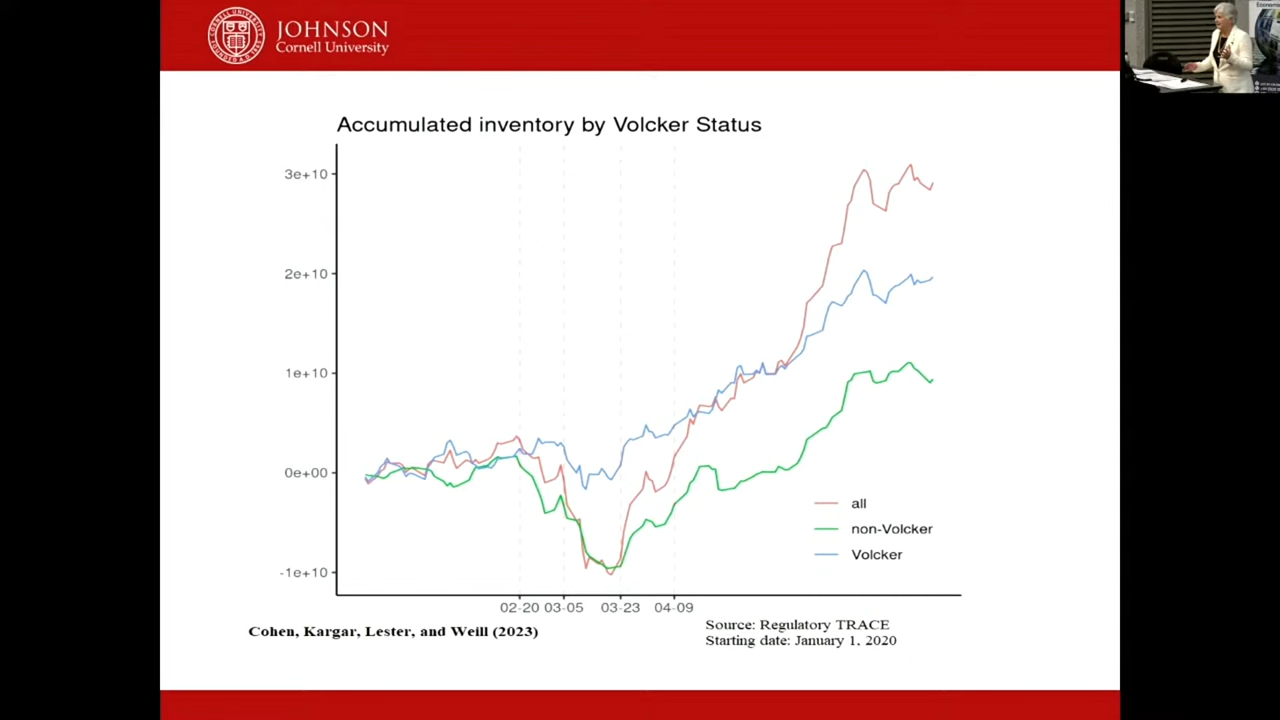 JOHNSON
Cornell University
Accumulated inventory by Volcker Status
3e+10
2e+10
1e+10
0e+00
-1e+10
all
non-Volcker
Volcker
02-20 03-05 03-23 04-09
Cohen, Kargar, Lester, and Weill (2023)
Source: Regulatory TRACE
Starting date: January 1, 2020